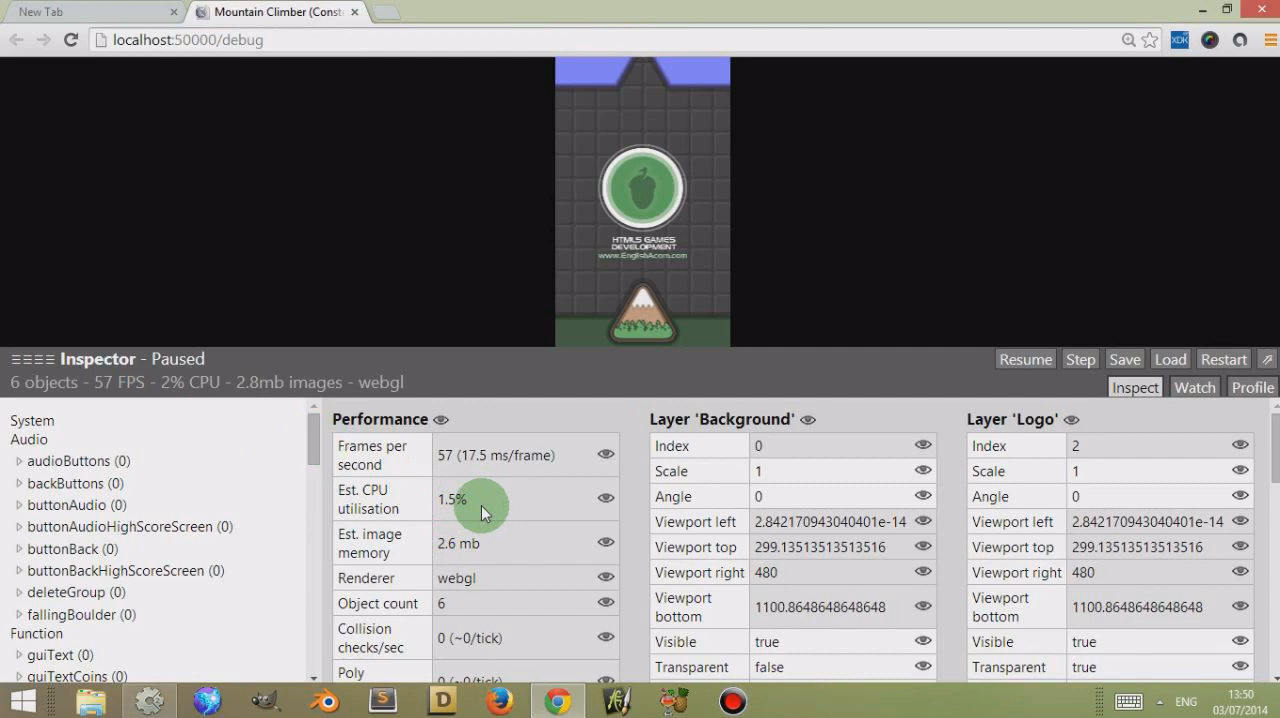 New Tab
Mountain Climber (Const
localhost:50000/debug
XDK
HTML5 GAMES
DEVELOPMENT
www.EnglishAcorn.com
Inspector - Paused
Resume
Step
Save
Load
Restart
6 objects - 57 FPS - 2% CPU - 2.8mb images - webgl
Inspect
Watch
Profile
System
Audio
audioButtons (0)
backButtons (0)
buttonAudio (0)
buttonAudioHighScoreScreen (0)
buttonBack (0)
buttonBackHighScoreScreen (0)
deleteGroup (0)
fallingBoulder (0)
Function
guiText (0)
guiTextCoins (0)
Performance
Frames per
second
57 (17.5 ms/frame)
Est. CPU
utilisation
1.5%
Est. image
memory
2.6 mb
Renderer
webgl
Object count
6
Collision
checks/sec
0 (~0/tick)
Poly
0 (~0/tick)
Layer 'Background'
Index
0
Scale
1
Angle
0
Viewport left
2.842170943040401e-14
Viewport top
299.13513513513516
Viewport right
480
Viewport
bottom
1100.8648648648648
Visible
true
Transparent
false
Layer 'Logo'
Index
2
Scale
1
Angle
0
Viewport left
2.842170943040401e-14
Viewport top
299.13513513513516
Viewport right
480
Viewport
bottom
1100.8648648648648
Visible
true
Transparent
true
S
D
ENG
13:50
03/07/2014